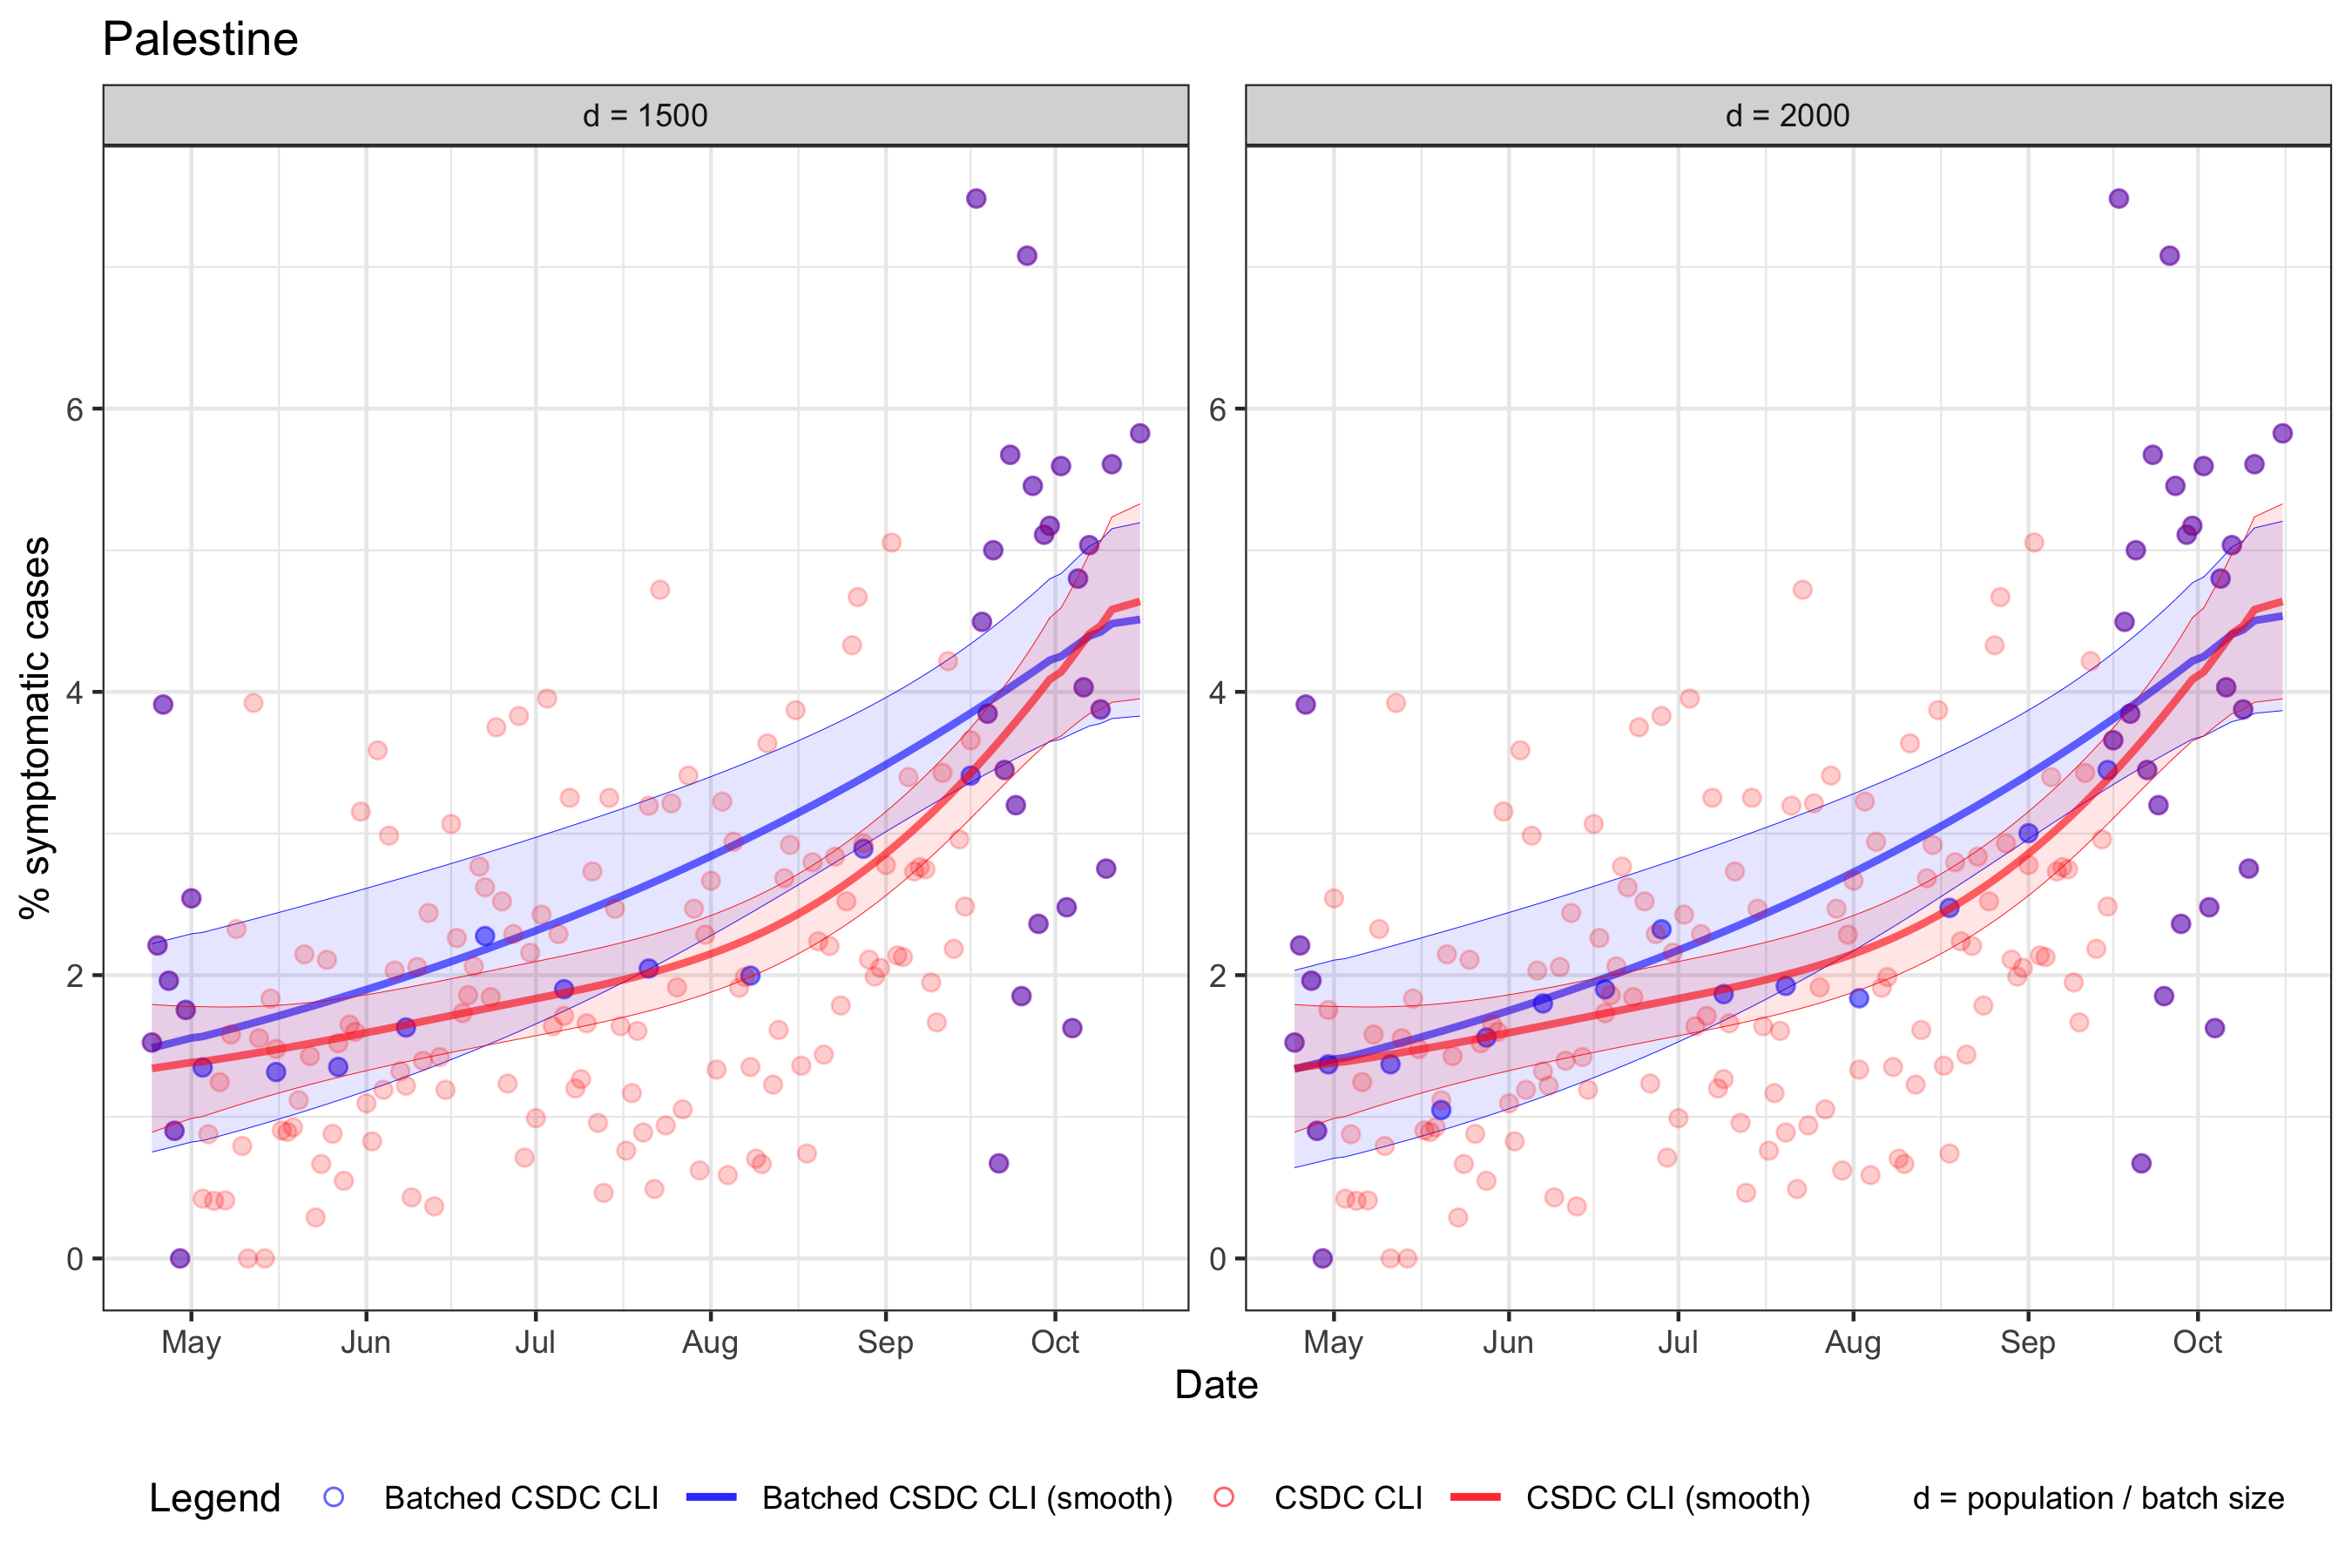 Palestine
d = 1500
d = 2000
% symptomatic cases
6
4
2
0
6
4
2
0
May Jun Jul Aug Sep Oct
May Jun Jul Aug Sep Oct
Date
Legend Batched CSDC CLI Batched CSDC CLI (smooth) CSDC CLI CSDC CLI (smooth) d = population / batch size